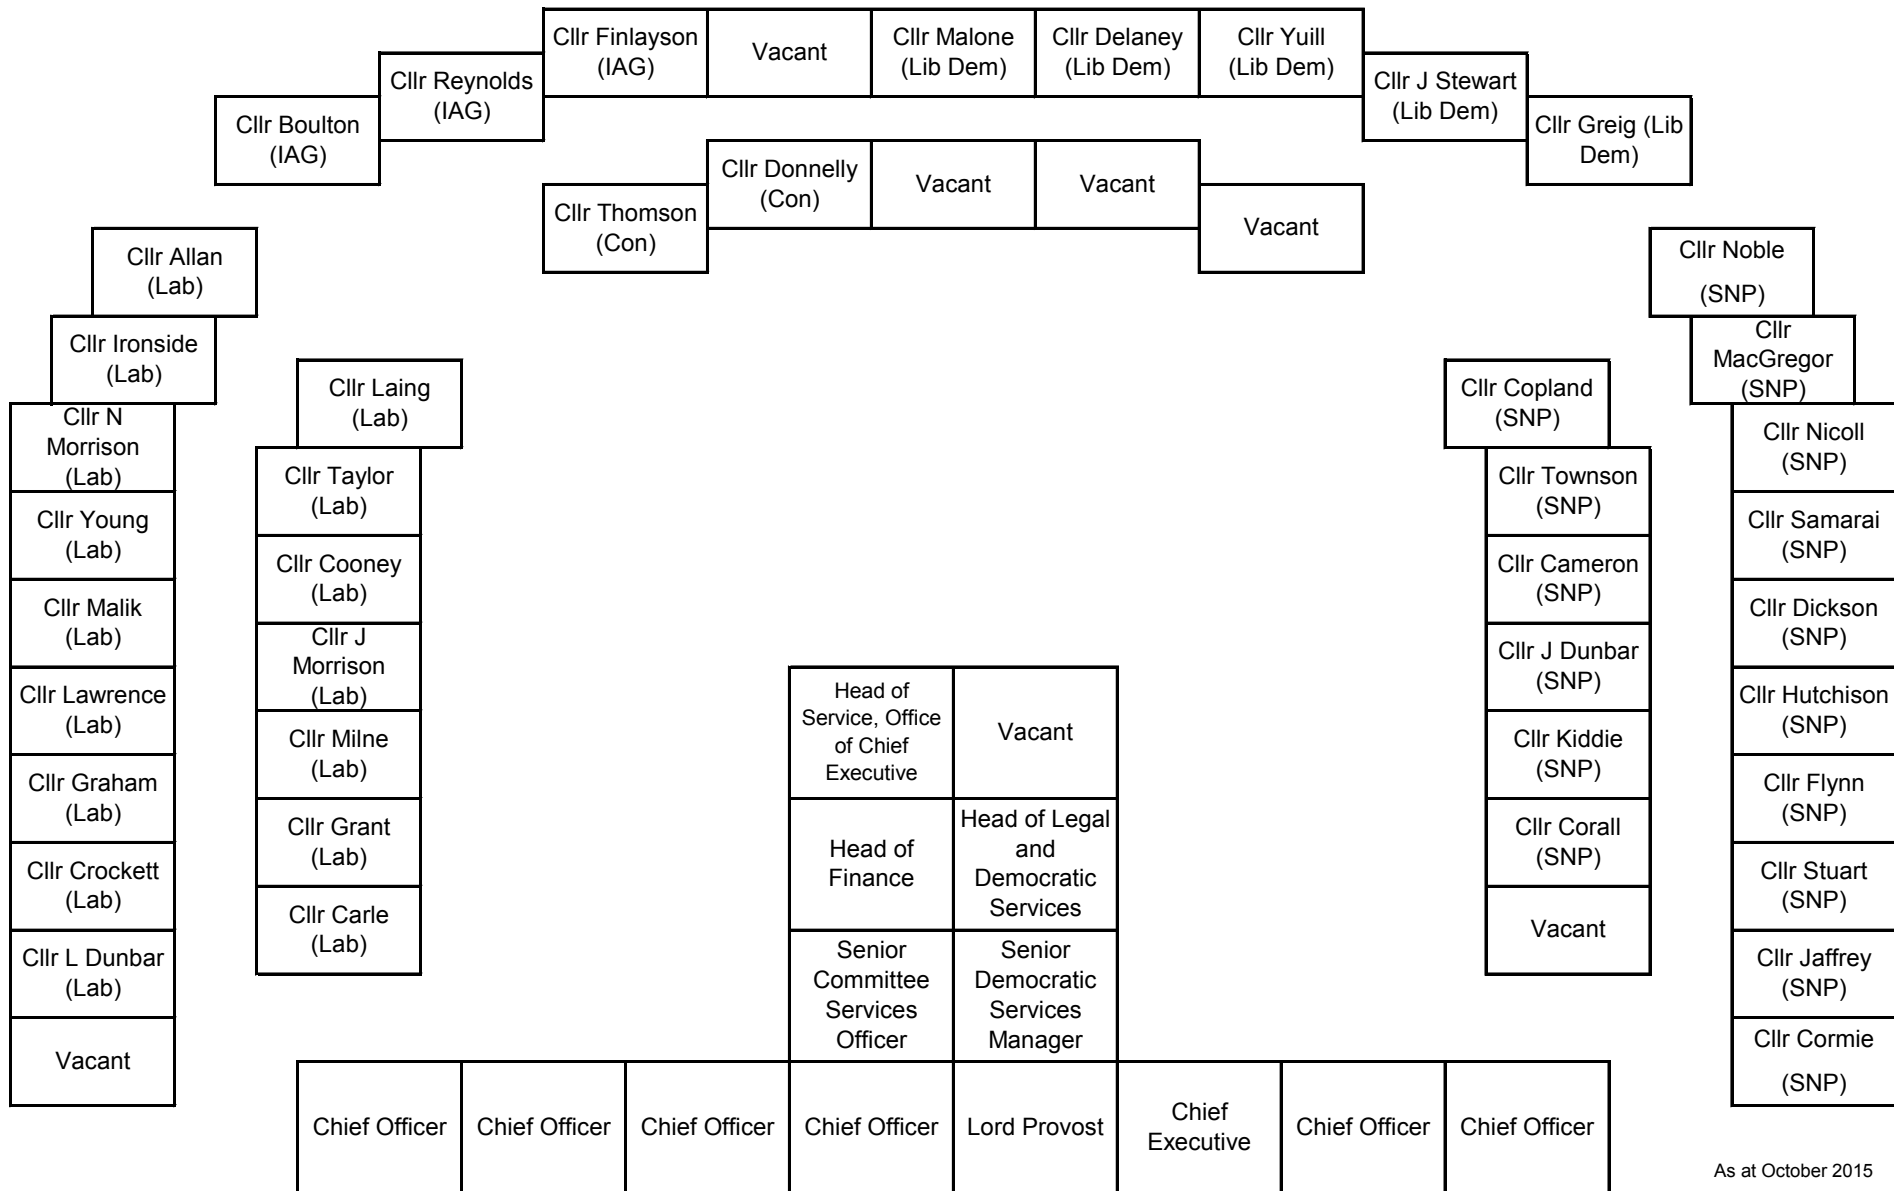 Cllr Finlayson
(IAG)
Vacant
Cllr Malone
(Lib Dem)
Cllr Delaney
(Lib Dem)
Cllr Yuill
(Lib Dem)
Cllr Reynolds
(IAG)
Cllr J Stewart
(Lib Dem)
Cllr Boulton
(IAG)
Cllr Greig (Lib
Dem)
Cllr Donnelly
(Con)
Vacant
Vacant
Cllr Thomson
(Con)
Vacant
Cllr Allan
(Lab)
Cllr Ironside
(Lab)
Cllr N
Morrison
(Lab)
Cllr Young
(Lab)
Cllr Malik
(Lab)
Cllr Lawrence
(Lab)
Cllr Graham
(Lab)
Cllr Crockett
(Lab)
Cllr L Dunbar
(Lab)
Vacant
Cllr Laing
(Lab)
Cllr Taylor
(Lab)
Cllr Cooney
(Lab)
Cllr J
Morrison
(Lab)
Cllr Milne
(Lab)
Cllr Grant
(Lab)
Cllr Carle
(Lab)
Head of
Service, Office
of Chief
Executive
Vacant
Head of
Finance
Head of Legal
and
Democratic
Services
Senior
Committee
Services
Officer
Senior
Democratic
Services
Manager
Cllr Copland
(SNP)
Cllr Townson
(SNP)
Cllr Cameron
(SNP)
Cllr J Dunbar
(SNP)
Cllr Kiddie
(SNP)
Cllr Corall
(SNP)
Vacant
Cllr Noble
(SNP)
Cllr
MacGregor
(SNP)
Cllr Nicoll
(SNP)
Cllr Samarai
(SNP)
Cllr Dickson
(SNP)
Cllr Hutchison
(SNP)
Cllr Flynn
(SNP)
Cllr Stuart
(SNP)
Cllr Jaffrey
(SNP)
Cllr Cormie
(SNP)
Chief Officer
Chief Officer
Chief Officer
Chief Officer
Lord Provost
Chief
Executive
Chief Officer
Chief Officer
As at October 2015